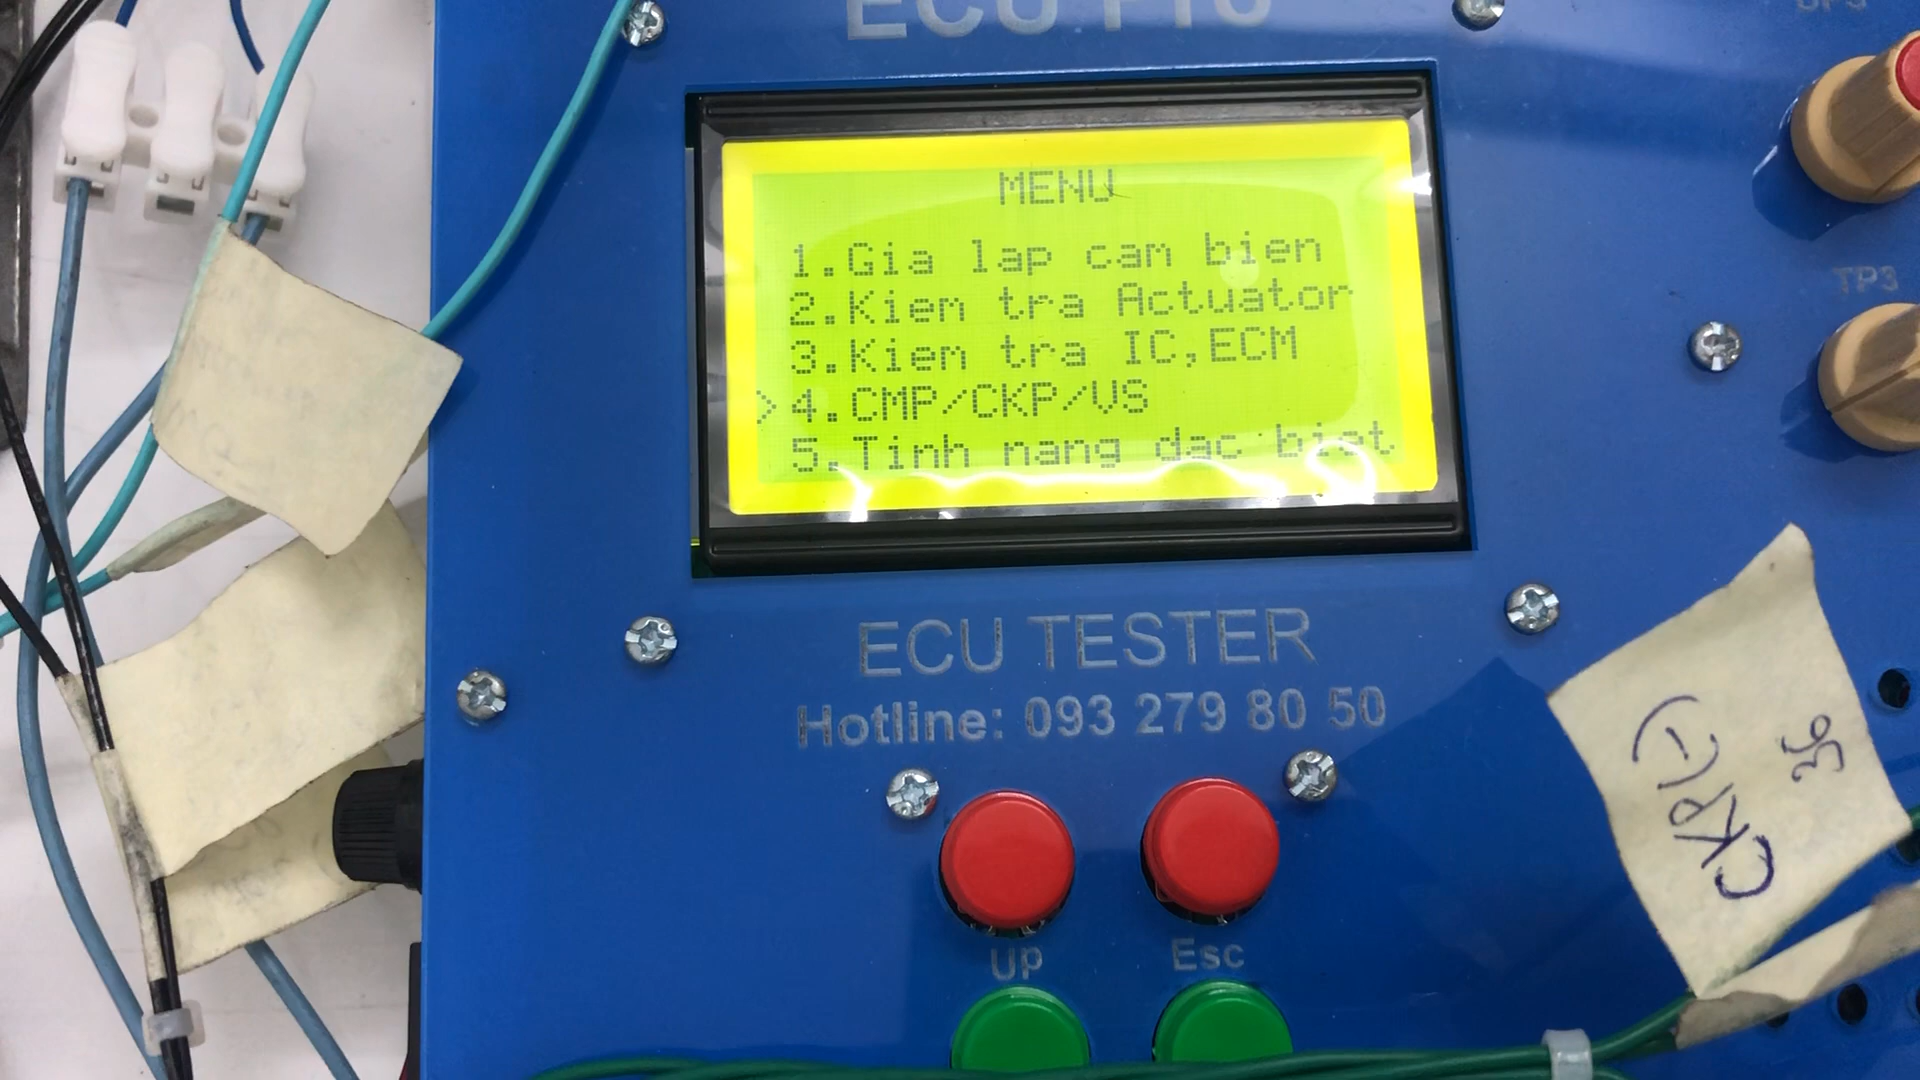 ECU Pro
MENU
1.Gia lap cam bien
2.Kiem tra Actuator
3.Kiem tra IC,ECM
>4.CMP/CKP/VS
5.Tinh nang dac biet
TP3
ECU TESTER
Hotline: 093 279 80 50
Up
Esc
CKP(-)
36